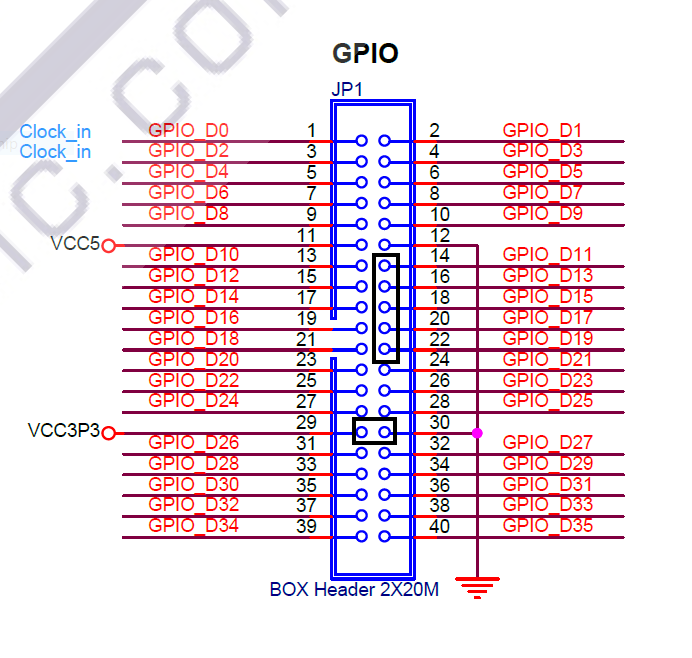 GPIO
JP1
Clock_in GPIO_D0 1 2 GPIO_D1
Clock_in GPIO_D2 3 4 GPIO_D3
GPIO_D4 5 6 GPIO_D5
GPIO_D6 7 8 GPIO_D7
GPIO_D8 9 10 GPIO_D9
VCC5 11 12
GPIO_D10 13 14 GPIO_D11
GPIO_D12 15 16 GPIO_D13
GPIO_D14 17 18 GPIO_D15
GPIO_D16 19 20 GPIO_D17
GPIO_D18 21 22 GPIO_D19
GPIO_D20 23 24 GPIO_D21
GPIO_D22 25 26 GPIO_D23
GPIO_D24 27 28 GPIO_D25
VCC3P3 29 30
GPIO_D26 31 32 GPIO_D27
GPIO_D28 33 34 GPIO_D29
GPIO_D30 35 36 GPIO_D31
GPIO_D32 37 38 GPIO_D33
GPIO_D34 39 40 GPIO_D35
BOX Header 2X20M